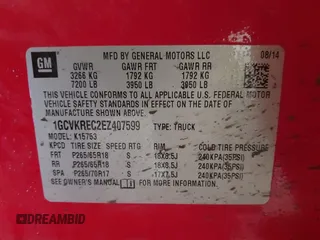 GM
MFD BY GENERAL MOTORS LLC 08/14
GVWR GAWR FRT GAWR RR
3266 KG 1792 KG 1792 KG
7200 LB 3950 LB 3950 LB
THIS VEHICLE CONFORMS TO ALL APPLICABLE U.S. FEDERAL MOTOR
VEHICLE SAFETY STANDARDS IN EFFECT ON THE DATE OF
MANUFACTURE SHOWN ABOVE.
1GCVKREC2EZ407599 TYPE: TRUCK
MODEL: K15753
KPCD TIRE SIZE SPEED RTG RIM COLD TIRE PRESSURE
FRT P265/65R18 S 18X8.5J 240KPA(35PSI)
RR P265/65R18 S 18X8.5J 240KPA(35PSI)
SPA P265/70R17 S 17X7.5J 240KPA(35PSI)
SEE OWNER'S MANUAL
DREAMBID